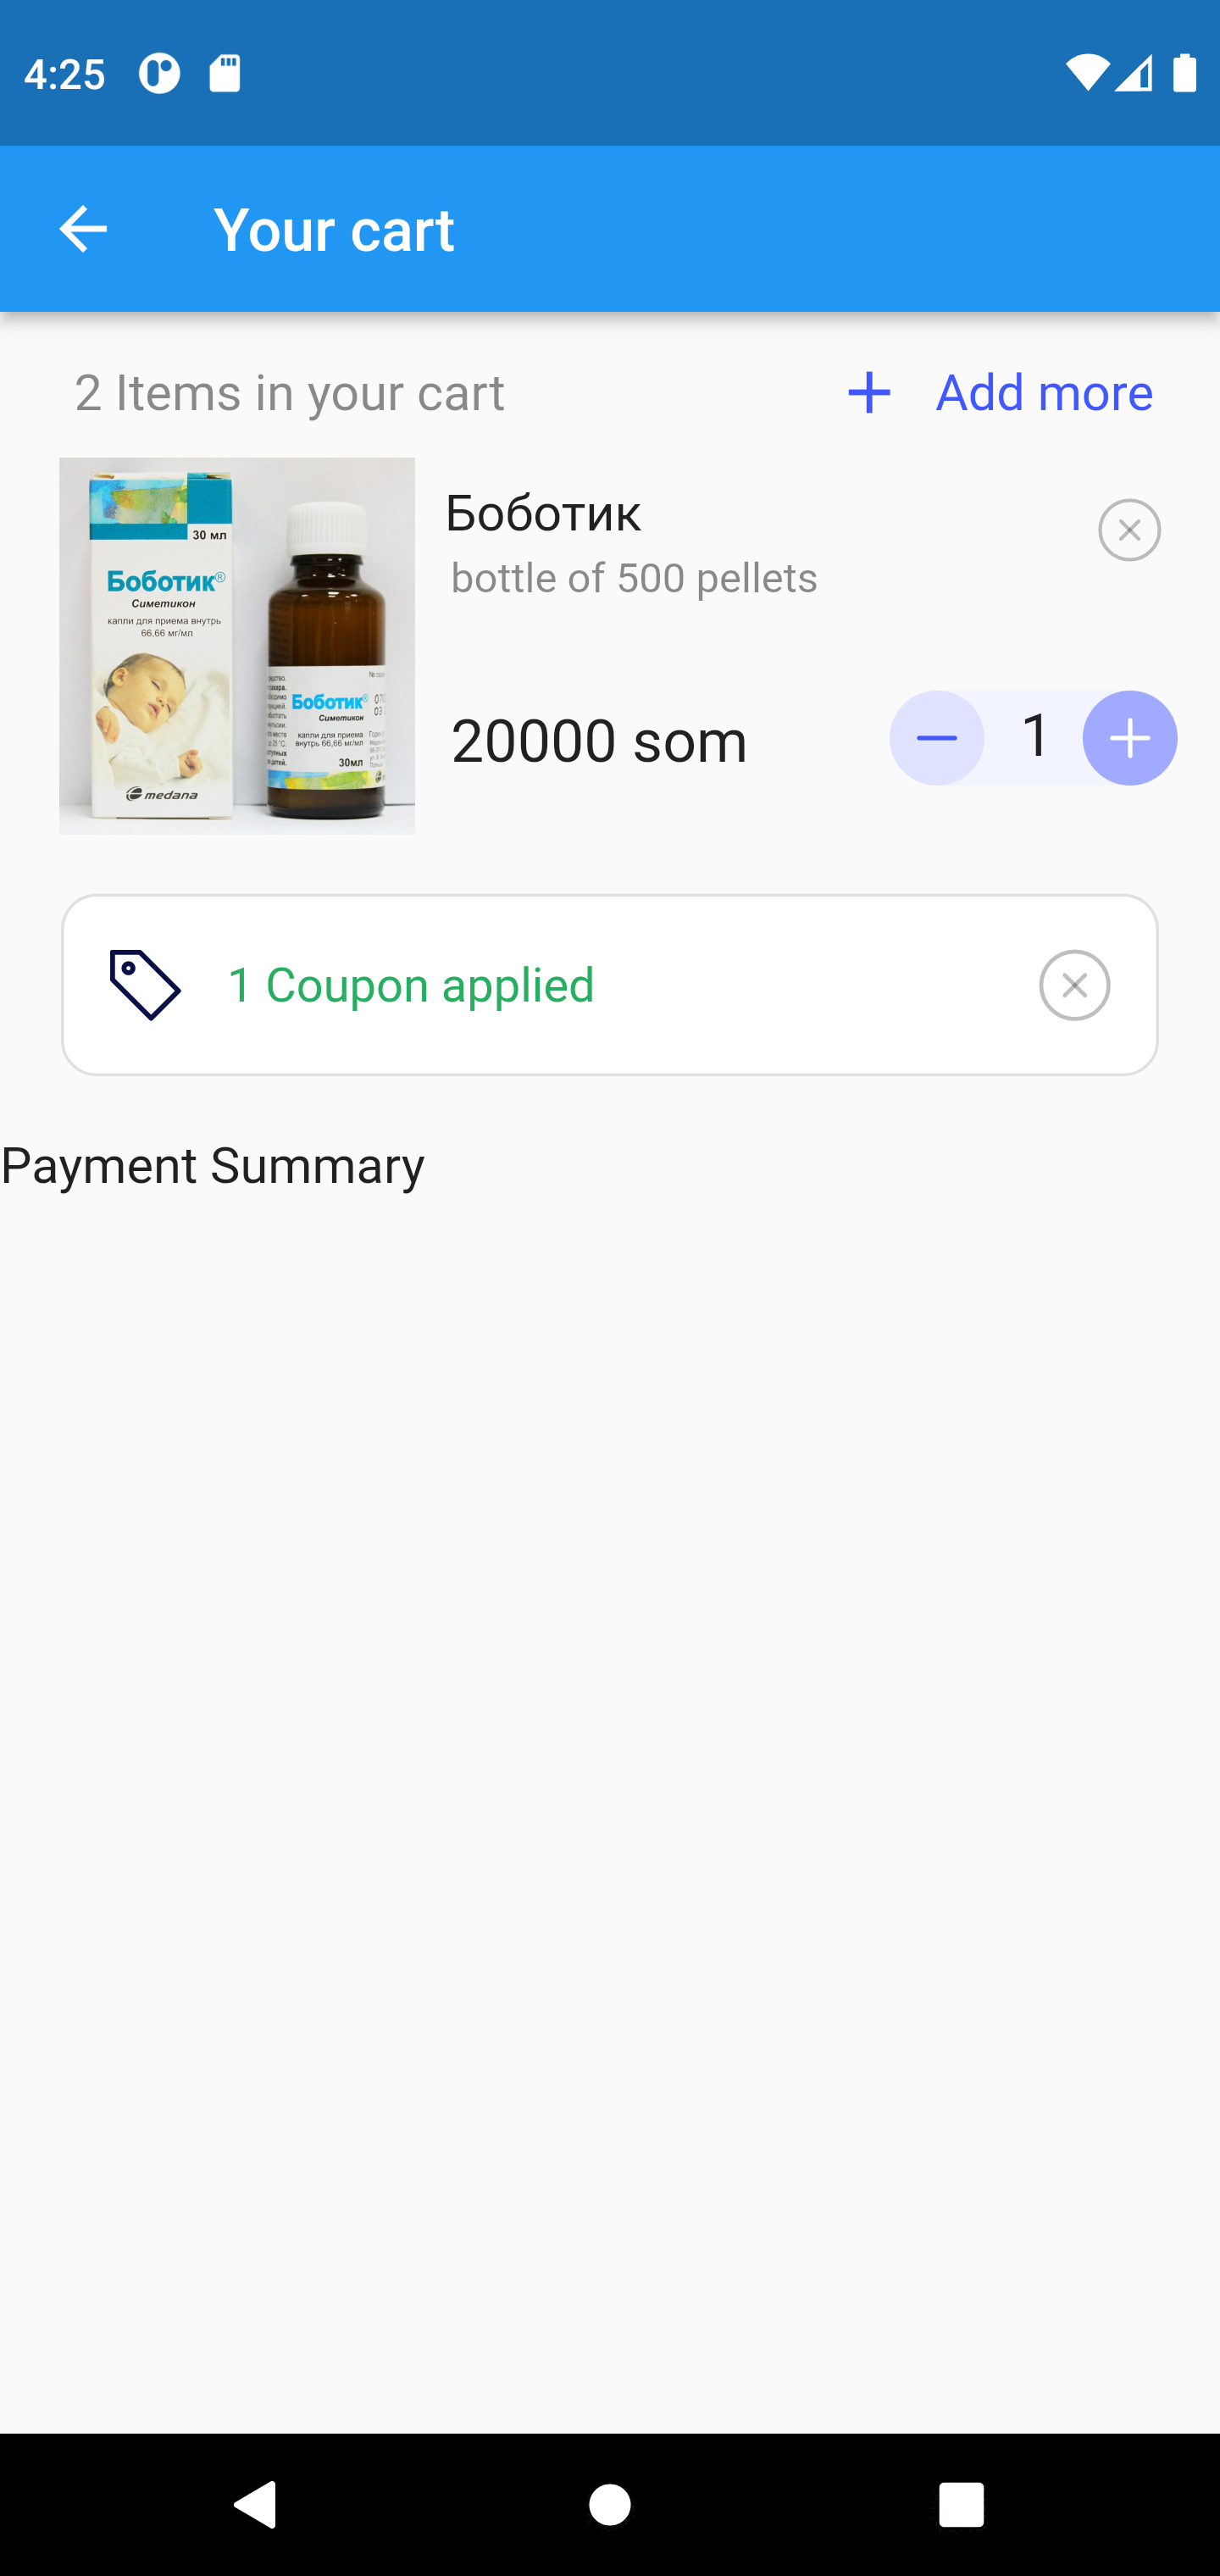 4:25
Your cart
2 Items in your cart
+ Add more
30 мл
Боботик®
Симетикон
капли для приема внутрь
66,66 мг/мл
medana
Боботик®
Симетикон
капли для приема
внутрь 66,66 мг/мл
30мл
Боботик
bottle of 500 pellets
20000 som
1
1 Coupon applied
Payment Summary